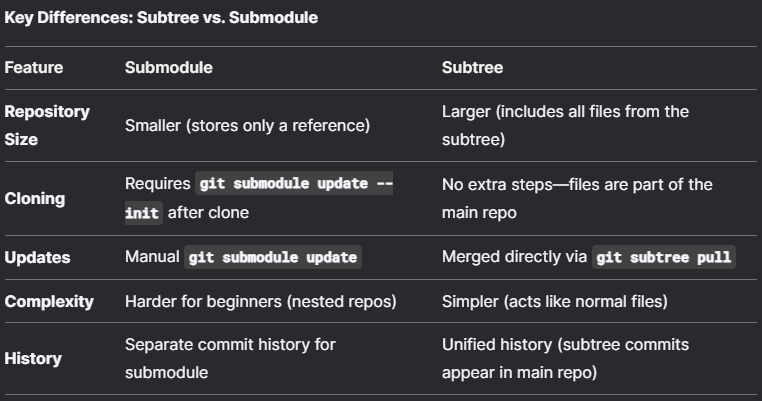 Key Differences: Subtree vs. Submodule
Feature Submodule Subtree
Repository Size Smaller (stores only a reference) Larger (includes all files from the subtree)
Cloning Requires git submodule update --init after clone No extra steps—files are part of the main repo
Updates Manual git submodule update Merged directly via git subtree pull
Complexity Harder for beginners (nested repos) Simpler (acts like normal files)
History Separate commit history for submodule Unified history (subtree commits appear in main repo)